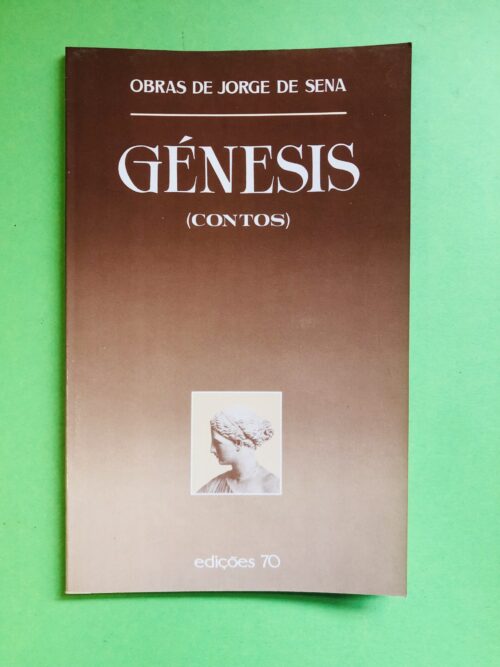 OBRAS DE JORGE DE SENA
GÉNESIS
(CONTOS)
edições 70